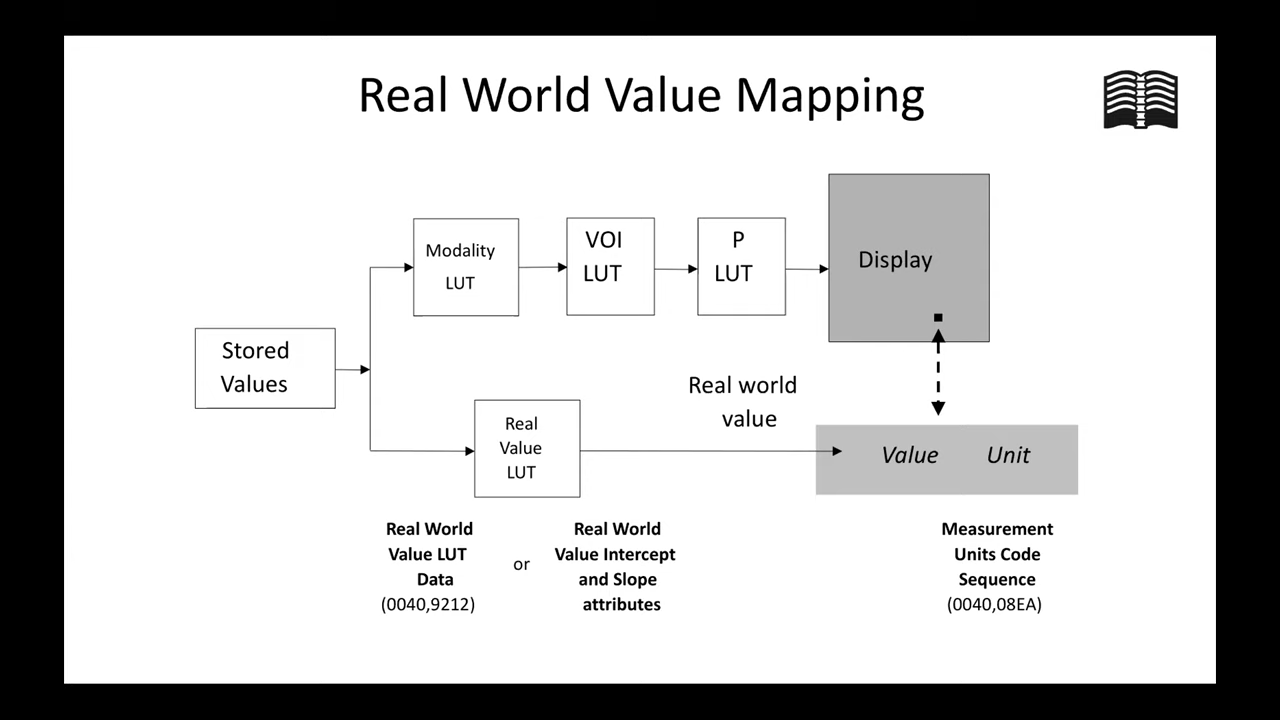 Real World Value Mapping
Modality
LUT
VOI
LUT
P
LUT
Display
Stored
Values
Real world
value
Real
Value
LUT
Value Unit
Real World
Value LUT
Data
(0040,9212)
or
Real World
Value Intercept
and Slope
attributes
Measurement
Units Code
Sequence
(0040,08EA)